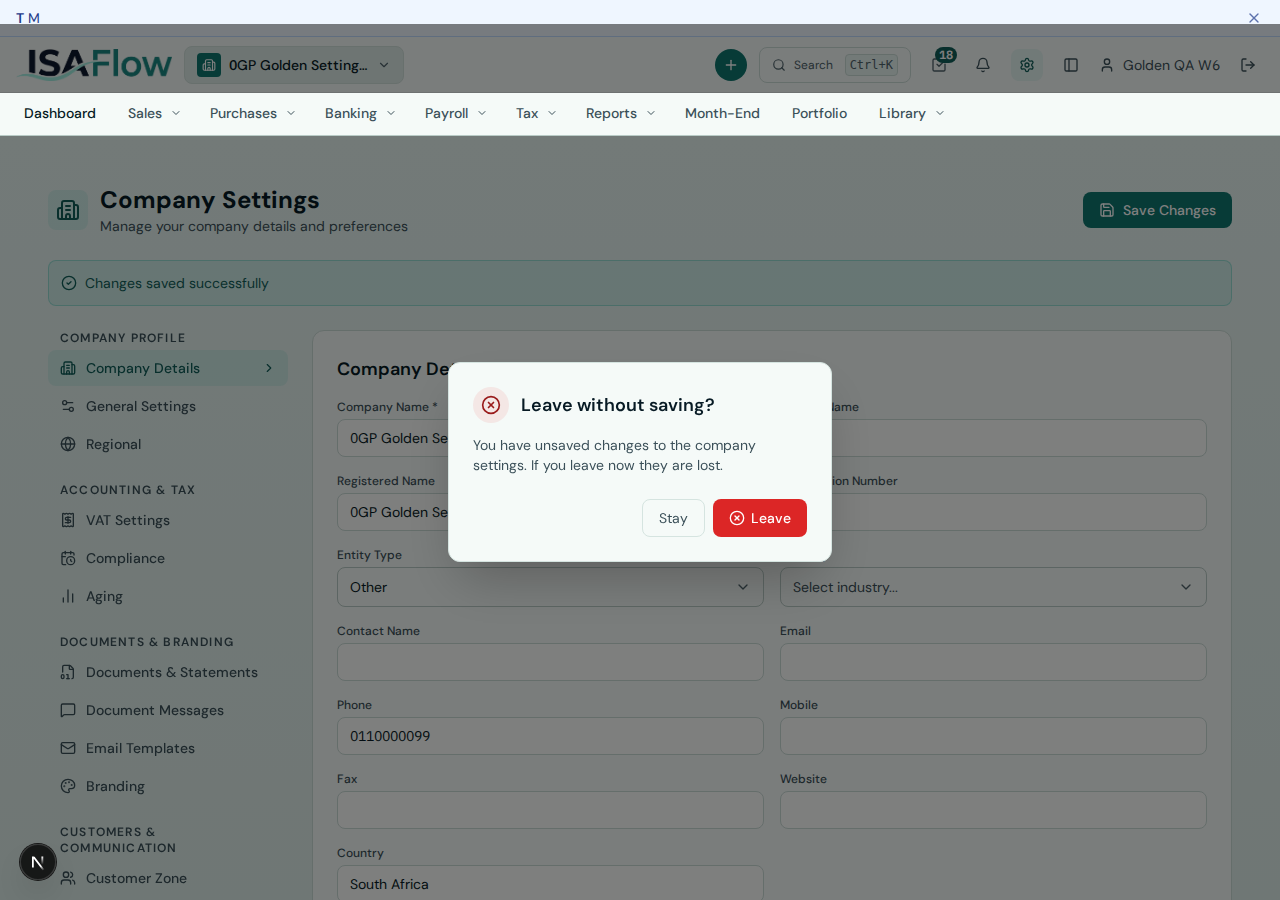 T M
ISAFlow
0GP Golden Setting...
Search Ctrl+K
18
Golden QA W6
Dashboard Sales Purchases Banking Payroll Tax Reports Month-End Portfolio Library
Company Settings
Manage your company details and preferences
Save Changes
Changes saved successfully
COMPANY PROFILE
Company Details
General Settings
Regional
ACCOUNTING & TAX
VAT Settings
Compliance
Aging
DOCUMENTS & BRANDING
Documents & Statements
Document Messages
Email Templates
Branding
CUSTOMERS &
COMMUNICATION
Customer Zone
N
Company De
Company Name *
0GP Golden Se
Registered Name
0GP Golden Se
Entity Type
Other
Select industry...
Contact Name
Email
Phone
Mobile
0110000099
Fax
Website
Country
South Africa
Leave without saving?
You have unsaved changes to the company
settings. If you leave now they are lost.
Stay
Leave